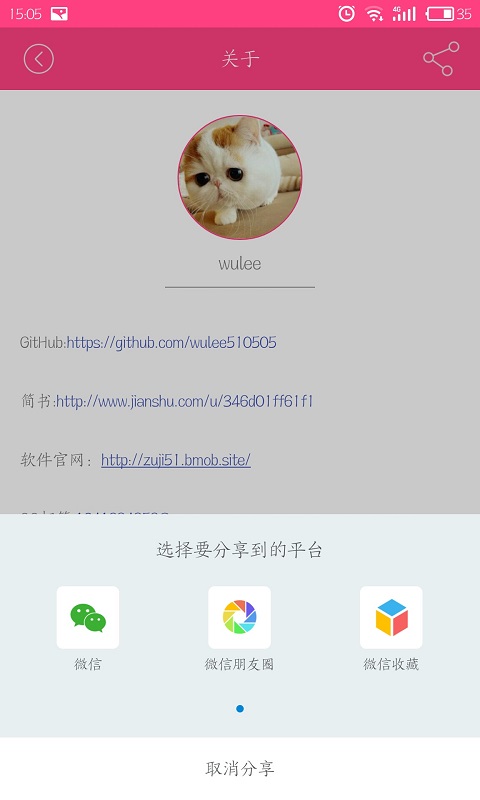 15:05 4G 35
关于
wulee
GitHub:https://github.com/wulee510505
简书:http://www.jianshu.com/u/346d01ff61f1
软件官网：http://zuji51.bmob.site/
选择要分享到的平台
微信 微信朋友圈 微信收藏
取消分享